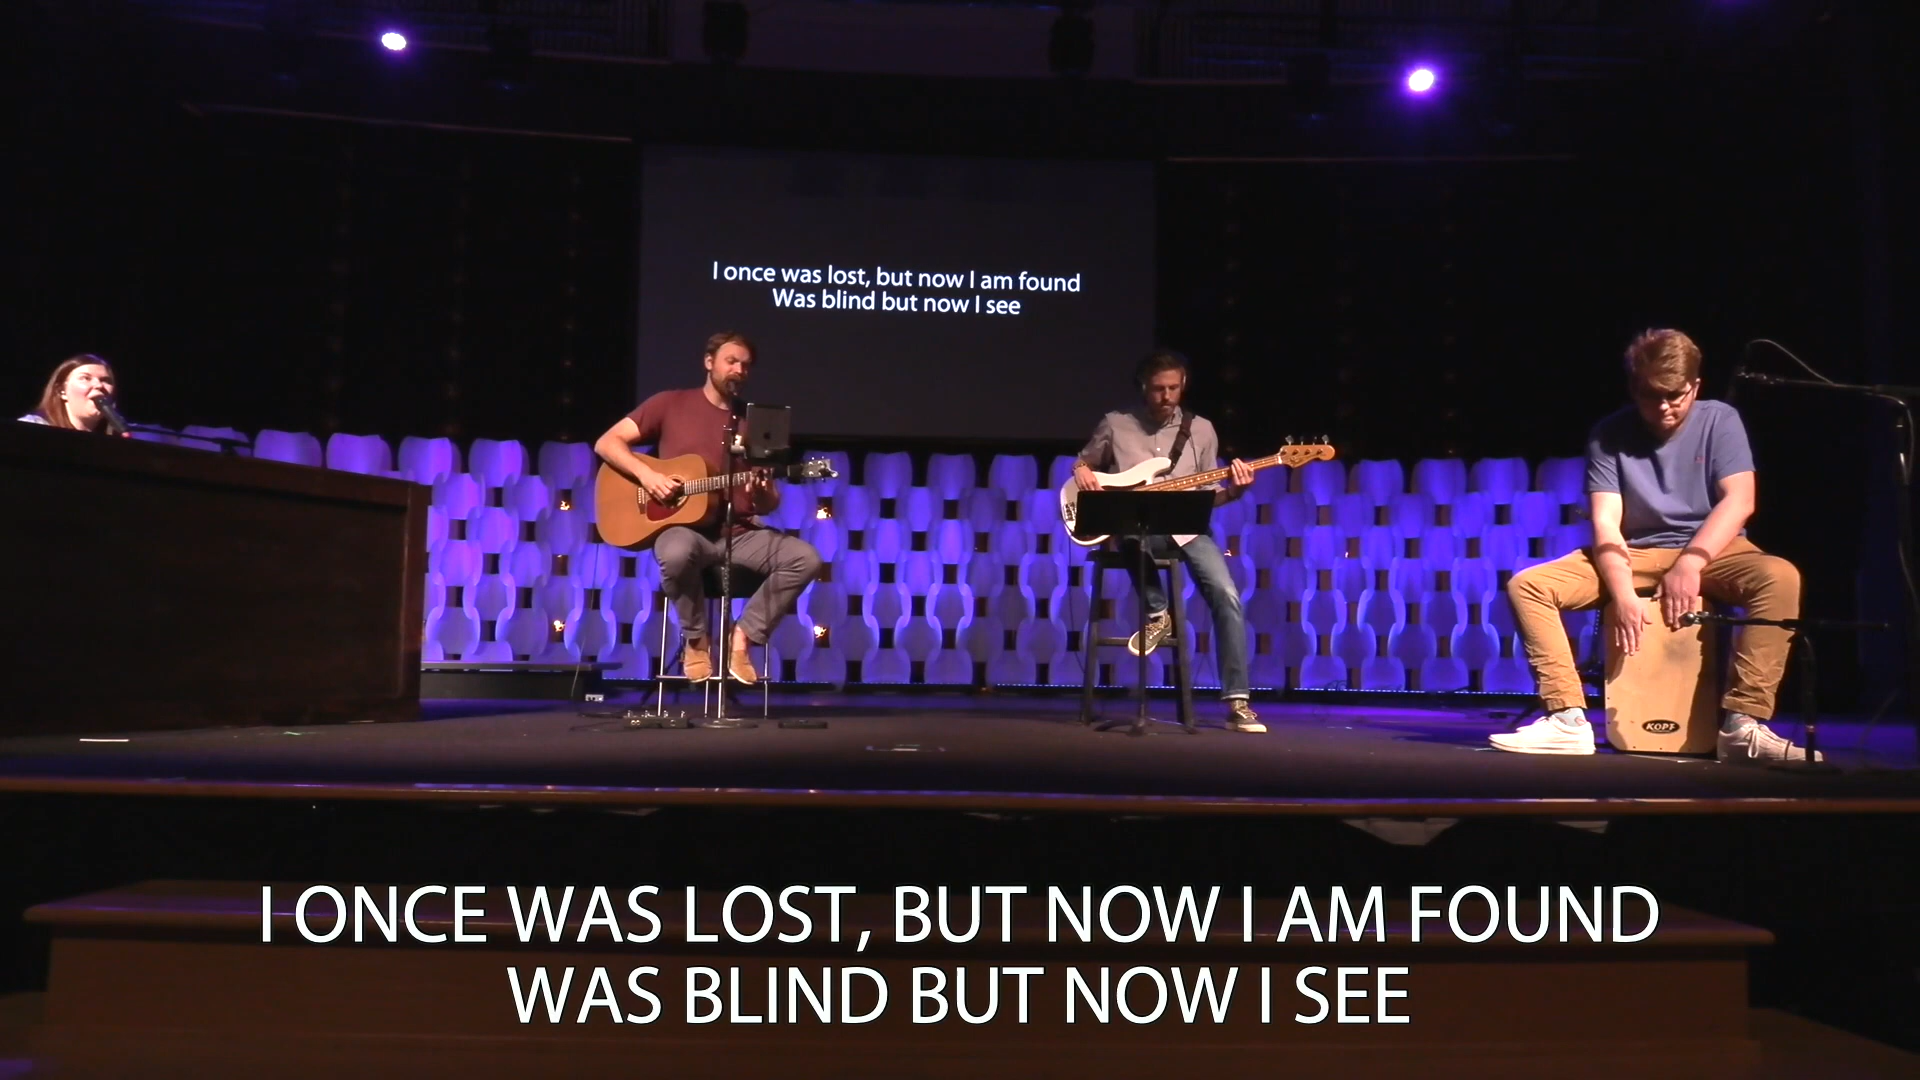 I once was lost, but now I am found
Was blind but now I see
KOPF
I ONCE WAS LOST, BUT NOW I AM FOUND
WAS BLIND BUT NOW I SEE